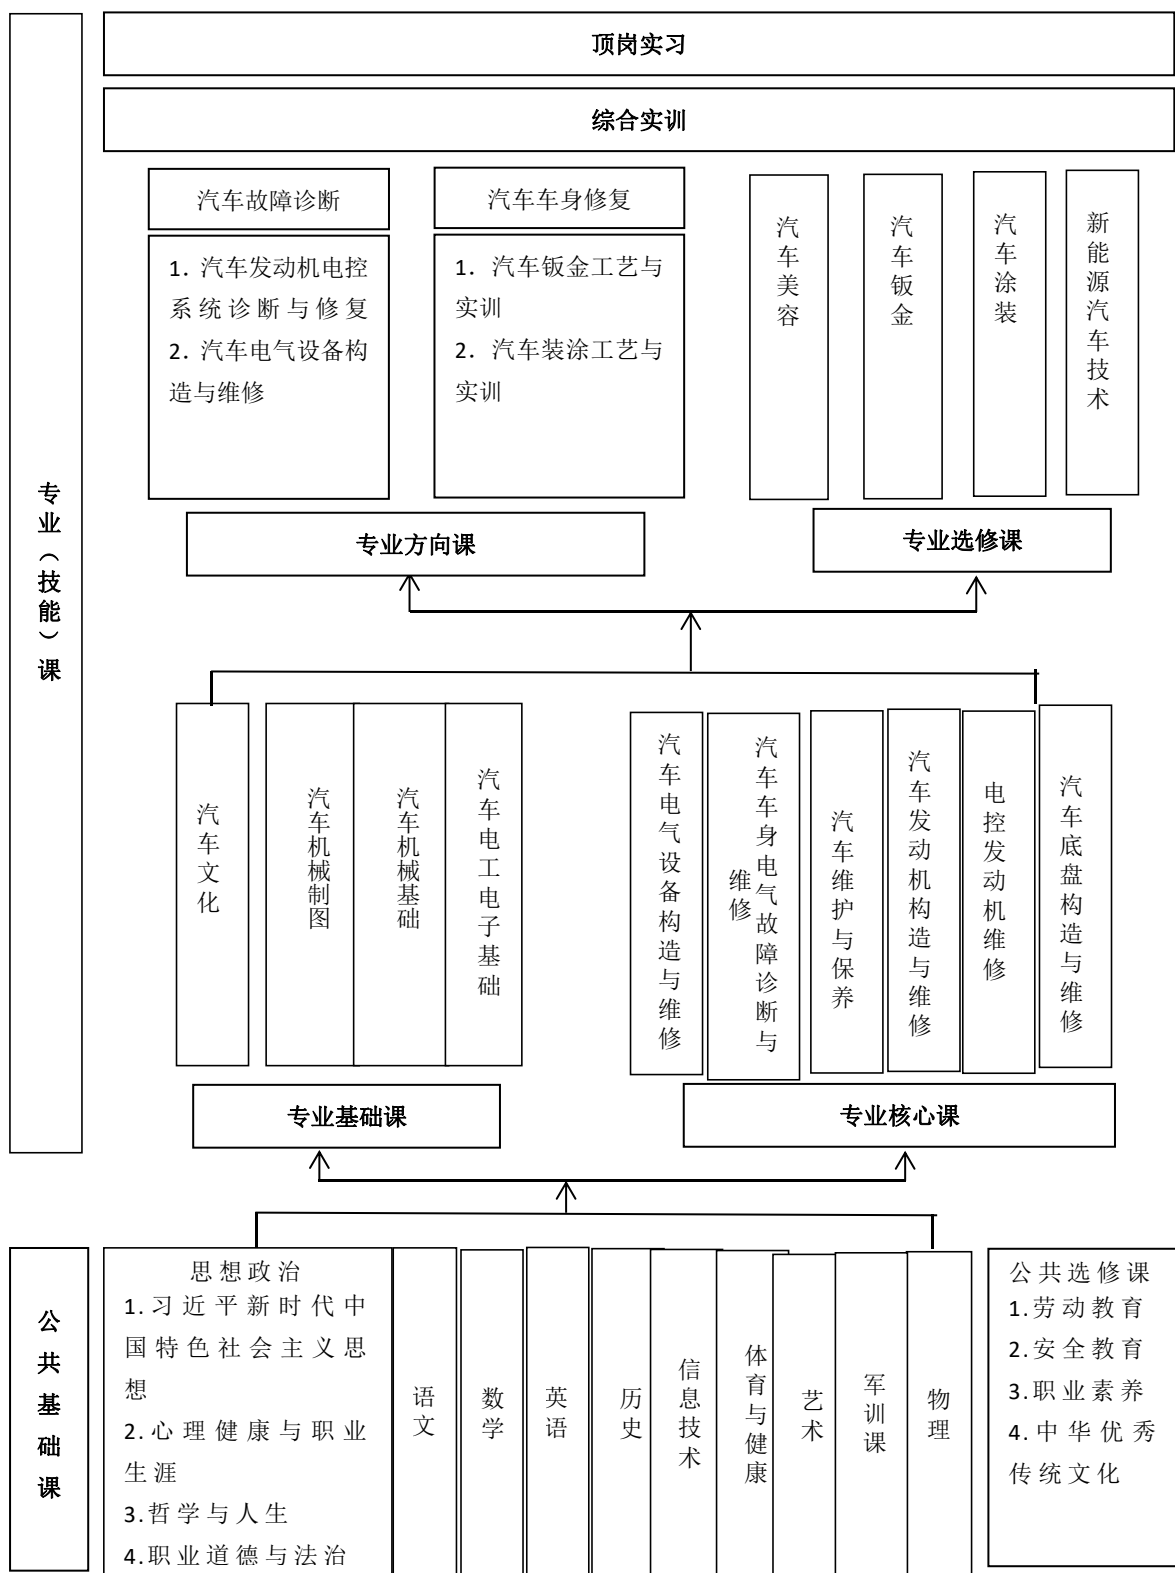 顶岗实习
综合实训
汽车故障诊断
1. 汽车发动机电控
系统诊断与修复
2. 汽车电气设备构
造与维修
汽车车身修复
1. 汽车钣金工艺与
实训
2. 汽车装涂工艺与
实训
汽车美容
汽车钣金
汽车涂装
新能源汽车技术
专业方向课
专业选修课
专业（技能）课
汽车文化
汽车机械制图
汽车机械基础
汽车电工电子基础
汽车电气设备构造与维修
汽车车身电气故障诊断与
维修
汽车维护与保养
汽车发动机构造与维修
电控发动机维修
汽车底盘构造与维修
专业基础课
专业核心课
公共基础课
思想政治
1.习近平新时代中
国特色社会主义思
想
2.心理健康与职业
生涯
3.哲学与人生
4.职业道德与法治
语文
数学
英语
历史
信息技术
体育与健康
艺术
军训课
物理
公共选修课
1.劳动教育
2.安全教育
3.职业素养
4.中华优秀
传统文化